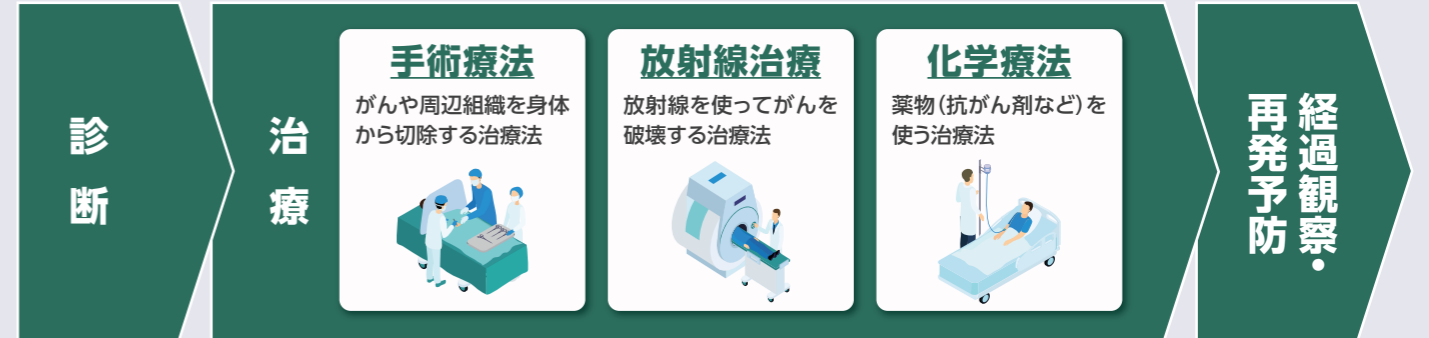 診断
治療
手術療法
がんや周辺組織を身体
から切除する治療法
放射線治療
放射線を使ってがんを
破壊する治療法
化学療法
薬物(抗がん剤など)を
使う治療法
経過観察・
再発予防